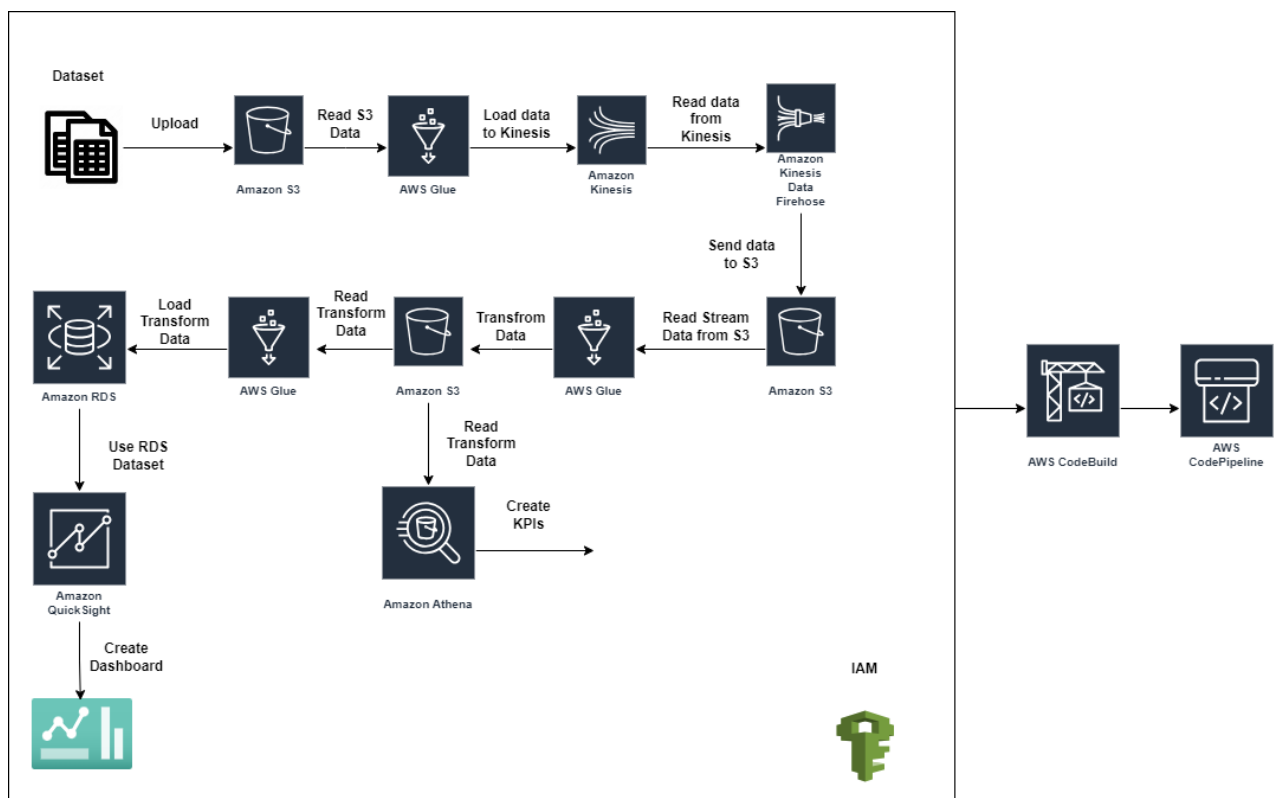 Dataset
Upload
Amazon S3
Read S3
Data
AWS Glue
Load data
to Kinesis
Amazon
Kinesis
Read data
from
Kinesis
Amazon
Kinesis
Data
Firehose
Send data
to S3
Amazon S3
Read Stream
Data from S3
AWS Glue
Transfrom
Data
Amazon S3
Read
Transform
Data
AWS Glue
Load
Transform
Data
Amazon RDS
Use RDS
Dataset
Amazon
QuickSight
Create
Dashboard
Read
Transform
Data
Amazon Athena
Create
KPIs
IAM
</>
AWS CodeBuild
</>
AWS
CodePipeline